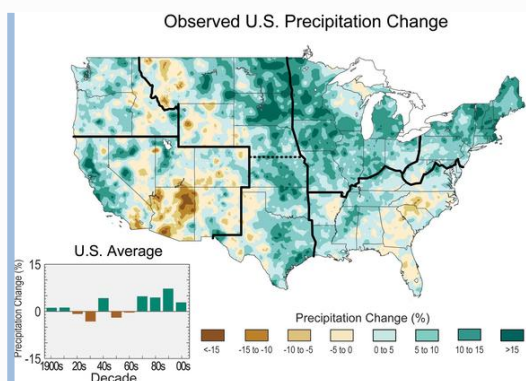 Observed U.S. Precipitation Change
U.S. Average
Precipitation Change (%)
15
0
-15
1900s 20s 40s 60s 80s 00s
Decade
Precipitation Change (%)
<-15 -15 to -10 -10 to -5 -5 to 0 0 to 5 5 to 10 10 to 15 >15